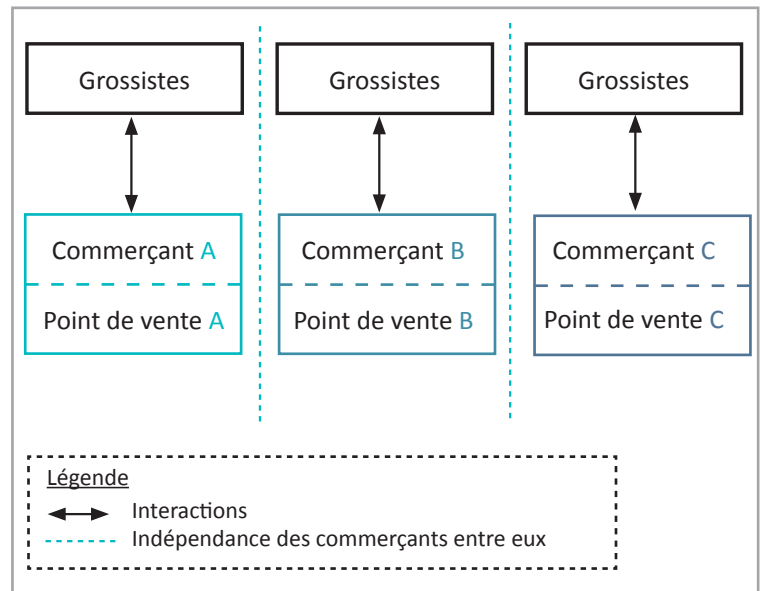 Grossistes
Grossistes
Grossistes
Commerçant A
Commerçant B
Commerçant C
Point de vente A
Point de vente B
Point de vente C
Légende
Interactions
Indépendance des commerçants entre eux